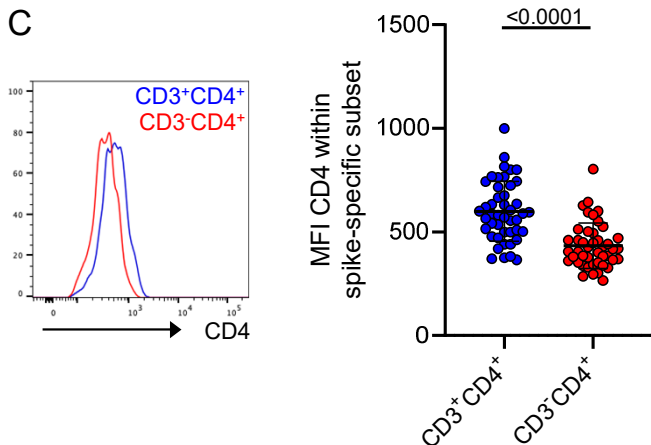 C
CD3⁺CD4⁺
CD3⁻CD4⁺
100
80
60
40
20
0
0
10³
10⁴
10⁵
CD4
<0.0001
MFI CD4 within
spike-specific subset
1500
1000
500
0
CD3⁺CD4⁺
CD3⁻CD4⁺